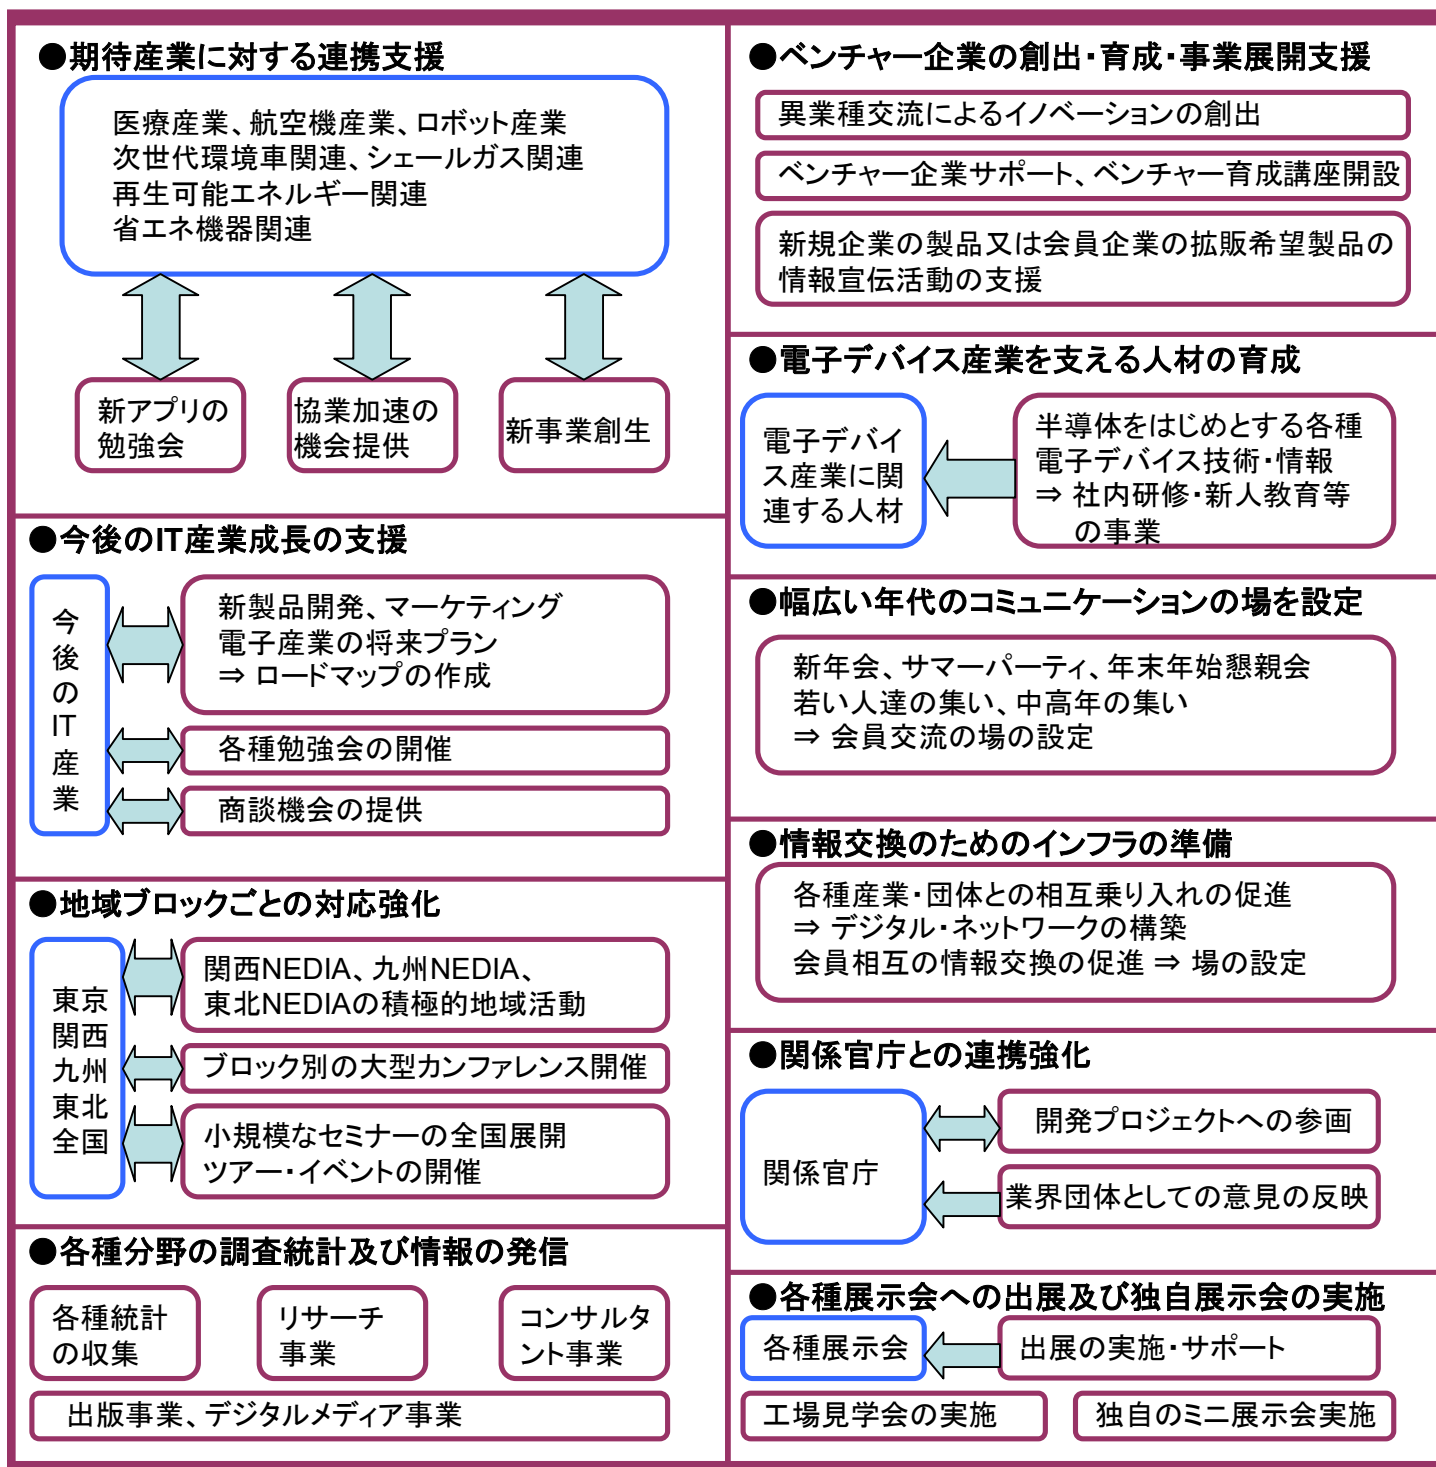 ●期待産業に対する連携支援
医療産業、航空機産業、ロボット産業
次世代環境車関連、シェールガス関連
再生可能エネルギー関連
省エネ機器関連
新アプリの
勉強会
協業加速の
機会提供
新事業創生
●今後のIT産業成長の支援
今
後
の
IT
産
業
新製品開発、マーケティング
電子産業の将来プラン
⇒ ロードマップの作成
各種勉強会の開催
商談機会の提供
●地域ブロックごとの対応強化
東京
関西
九州
東北
全国
関西NEDIA、九州NEDIA、
東北NEDIAの積極的地域活動
ブロック別の大型カンファレンス開催
小規模なセミナーの全国展開
ツアー・イベントの開催
●各種分野の調査統計及び情報の発信
各種統計
の収集
リサーチ
事業
コンサルタ
ント事業
出版事業、デジタルメディア事業
●ベンチャー企業の創出・育成・事業展開支援
異業種交流によるイノベーションの創出
ベンチャー企業サポート、ベンチャー育成講座開設
新規企業の製品又は会員企業の拡販希望製品の
情報宣伝活動の支援
●電子デバイス産業を支える人材の育成
電子デバイ
ス産業に関
連する人材
半導体をはじめとする各種
電子デバイス技術・情報
⇒ 社内研修・新人教育等
の事業
●幅広い年代のコミュニケーションの場を設定
新年会、サマーパーティ、年末年始懇親会
若い人達の集い、中高年の集い
⇒ 会員交流の場の設定
●情報交換のためのインフラの準備
各種産業・団体との相互乗り入れの促進
⇒ デジタル・ネットワークの構築
会員相互の情報交換の促進 ⇒ 場の設定
●関係官庁との連携強化
関係官庁
開発プロジェクトへの参画
業界団体としての意見の反映
●各種展示会への出展及び独自展示会の実施
各種展示会
出展の実施・サポート
工場見学会の実施
独自のミニ展示会実施